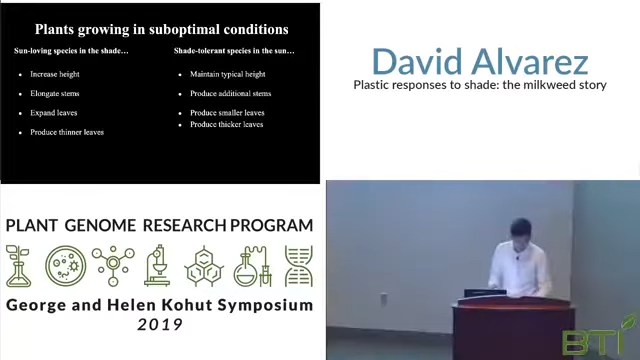 Plants growing in suboptimal conditions
Sun-loving species in the shade…
Increase height
Elongate stems
Expand leaves
Produce thinner leaves
Shade-tolerant species in the sun…
Maintain typical height
Produce additional stems
Produce smaller leaves
Produce thicker leaves
David Alvarez
Plastic responses to shade: the milkweed story
PLANT GENOME RESEARCH PROGRAM
George and Helen Kohut Symposium
2019
BTI